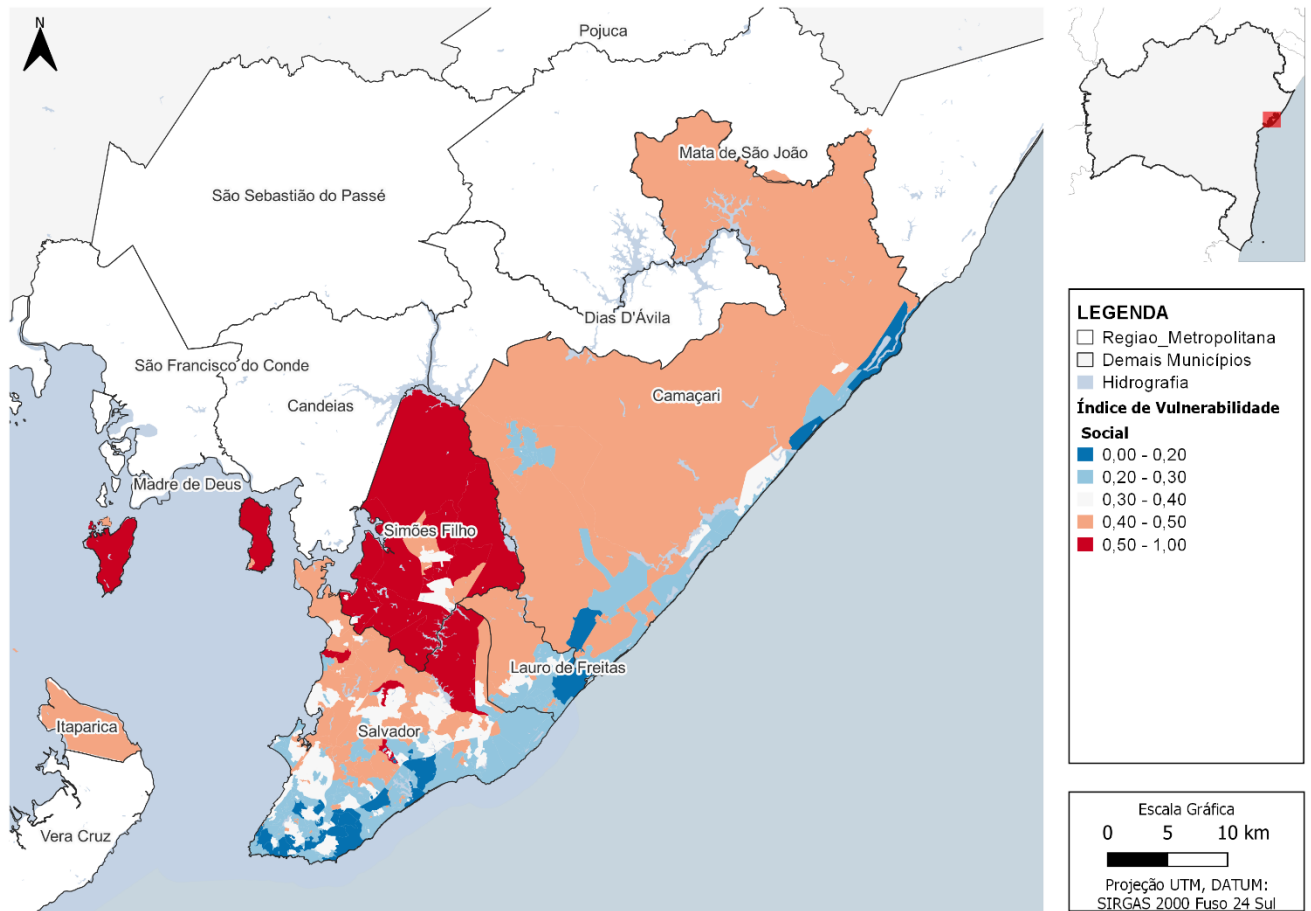 N
Pojuca
Mata de São João
São Sebastião do Passé
Dias D'Ávila
São Francisco do Conde
Candeias
Camaçari
Madre de Deus
Simões Filho
Lauro de Freitas
Itaparica
Salvador
Vera Cruz
LEGENDA
Regiao_Metropolitana
Demais Municípios
Hidrografia
Índice de Vulnerabilidade
Social
0,00 - 0,20
0,20 - 0,30
0,30 - 0,40
0,40 - 0,50
0,50 - 1,00
Escala Gráfica
0 5 10 km
Projeção UTM, DATUM:
SIRGAS 2000 Fuso 24 Sul